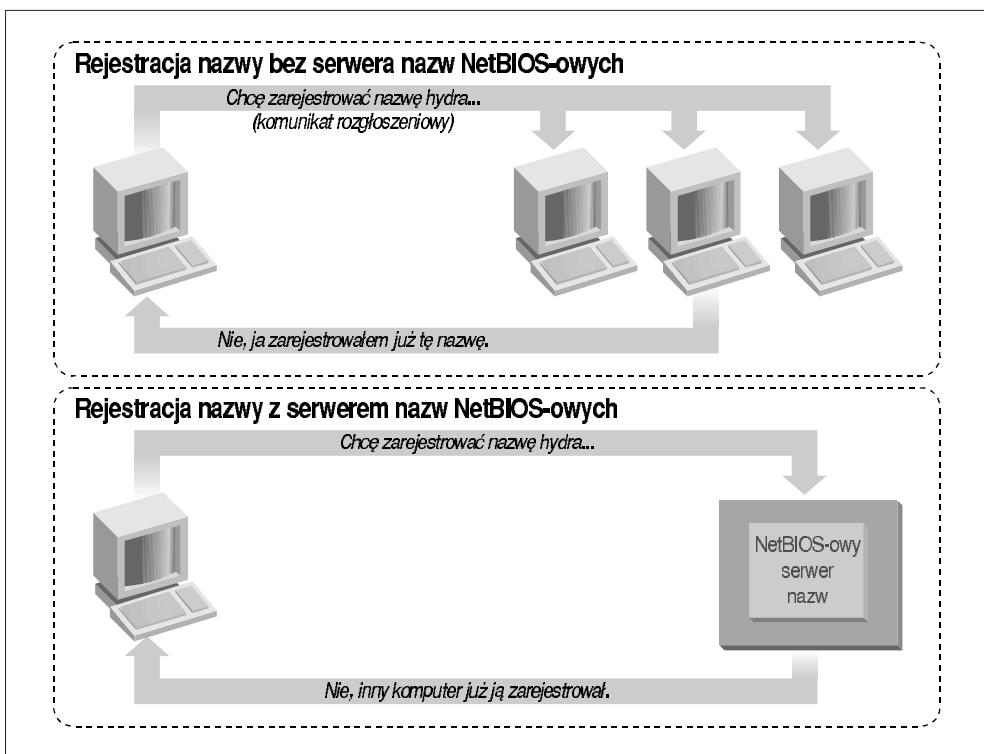 Rejestracja nazwy bez serwera nazw NetBIOS-owych
Chcę zarejestrować nazwę hydra...
(komunikat rozgłoszeniowy)
Nie, ja zarejestrowałem już tę nazwę.
Rejestracja nazwy z serwerem nazw NetBIOS-owych
Chcę zarejestrować nazwę hydra...
NetBIOS-owy
serwer
nazw
Nie, inny komputer już ją zarejestrował.